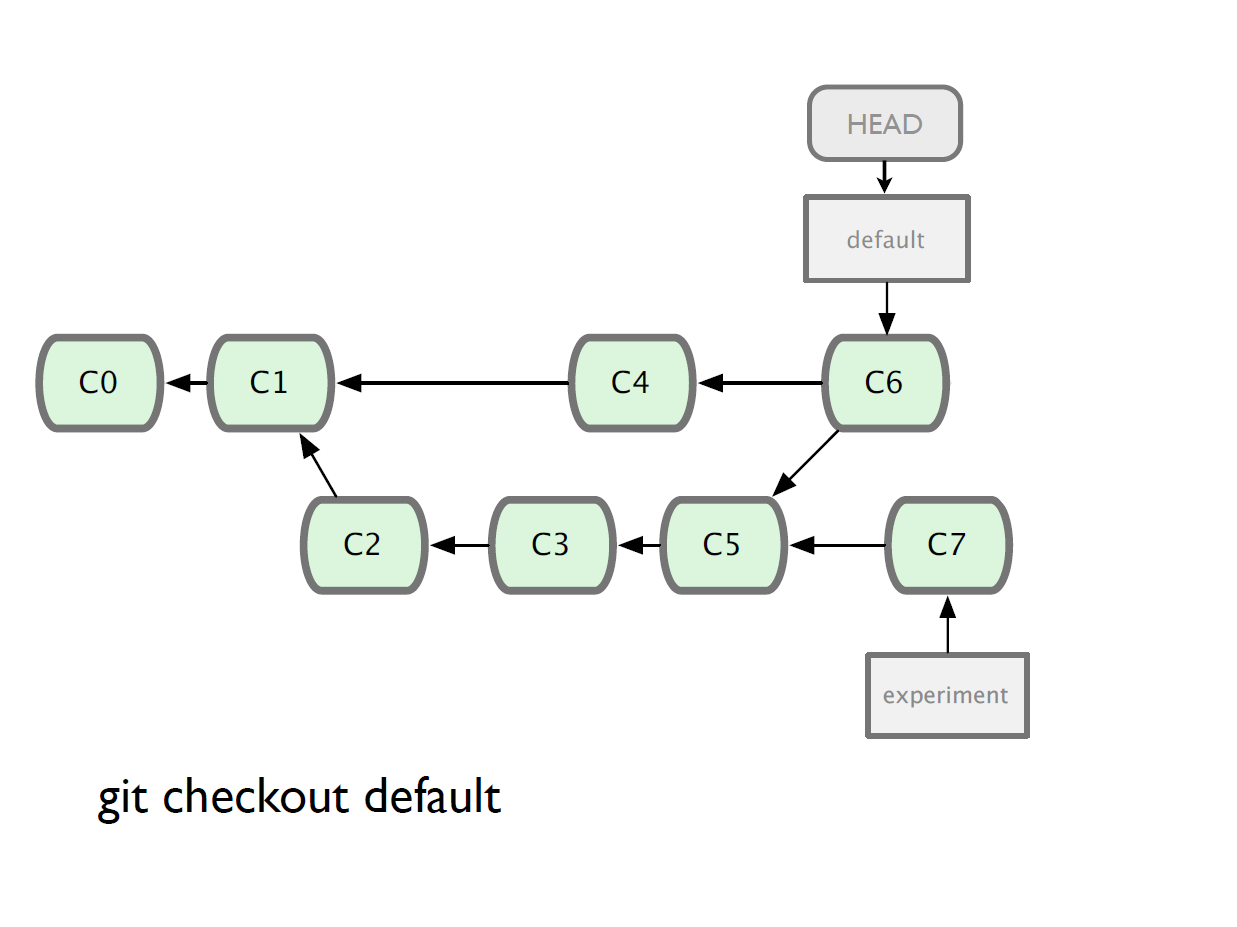 HEAD
default
C0 C1 C4 C6
C2 C3 C5 C7
experiment
git checkout default